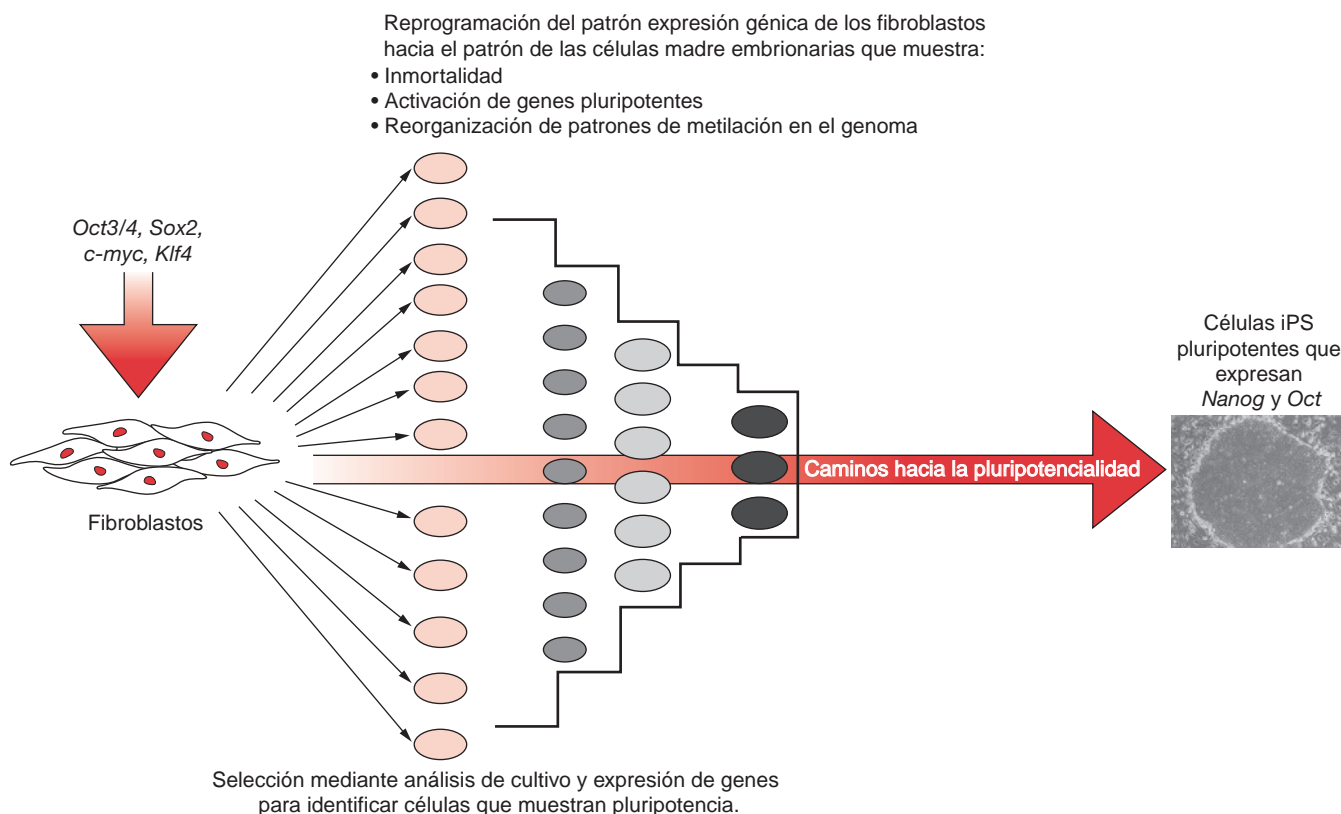 Reprogramación del patrón expresión génica de los fibroblastos
hacia el patrón de las células madre embrionarias que muestra:
• Inmortalidad
• Activación de genes pluripotentes
• Reorganización de patrones de metilación en el genoma
Oct3/4, Sox2,
c-myc, Klf4
Fibroblastos
Caminos hacia la pluripotencialidad
Células iPS
pluripotentes que
expresan
Nanog y Oct
Selección mediante análisis de cultivo y expresión de genes
para identificar células que muestran pluripotencia.